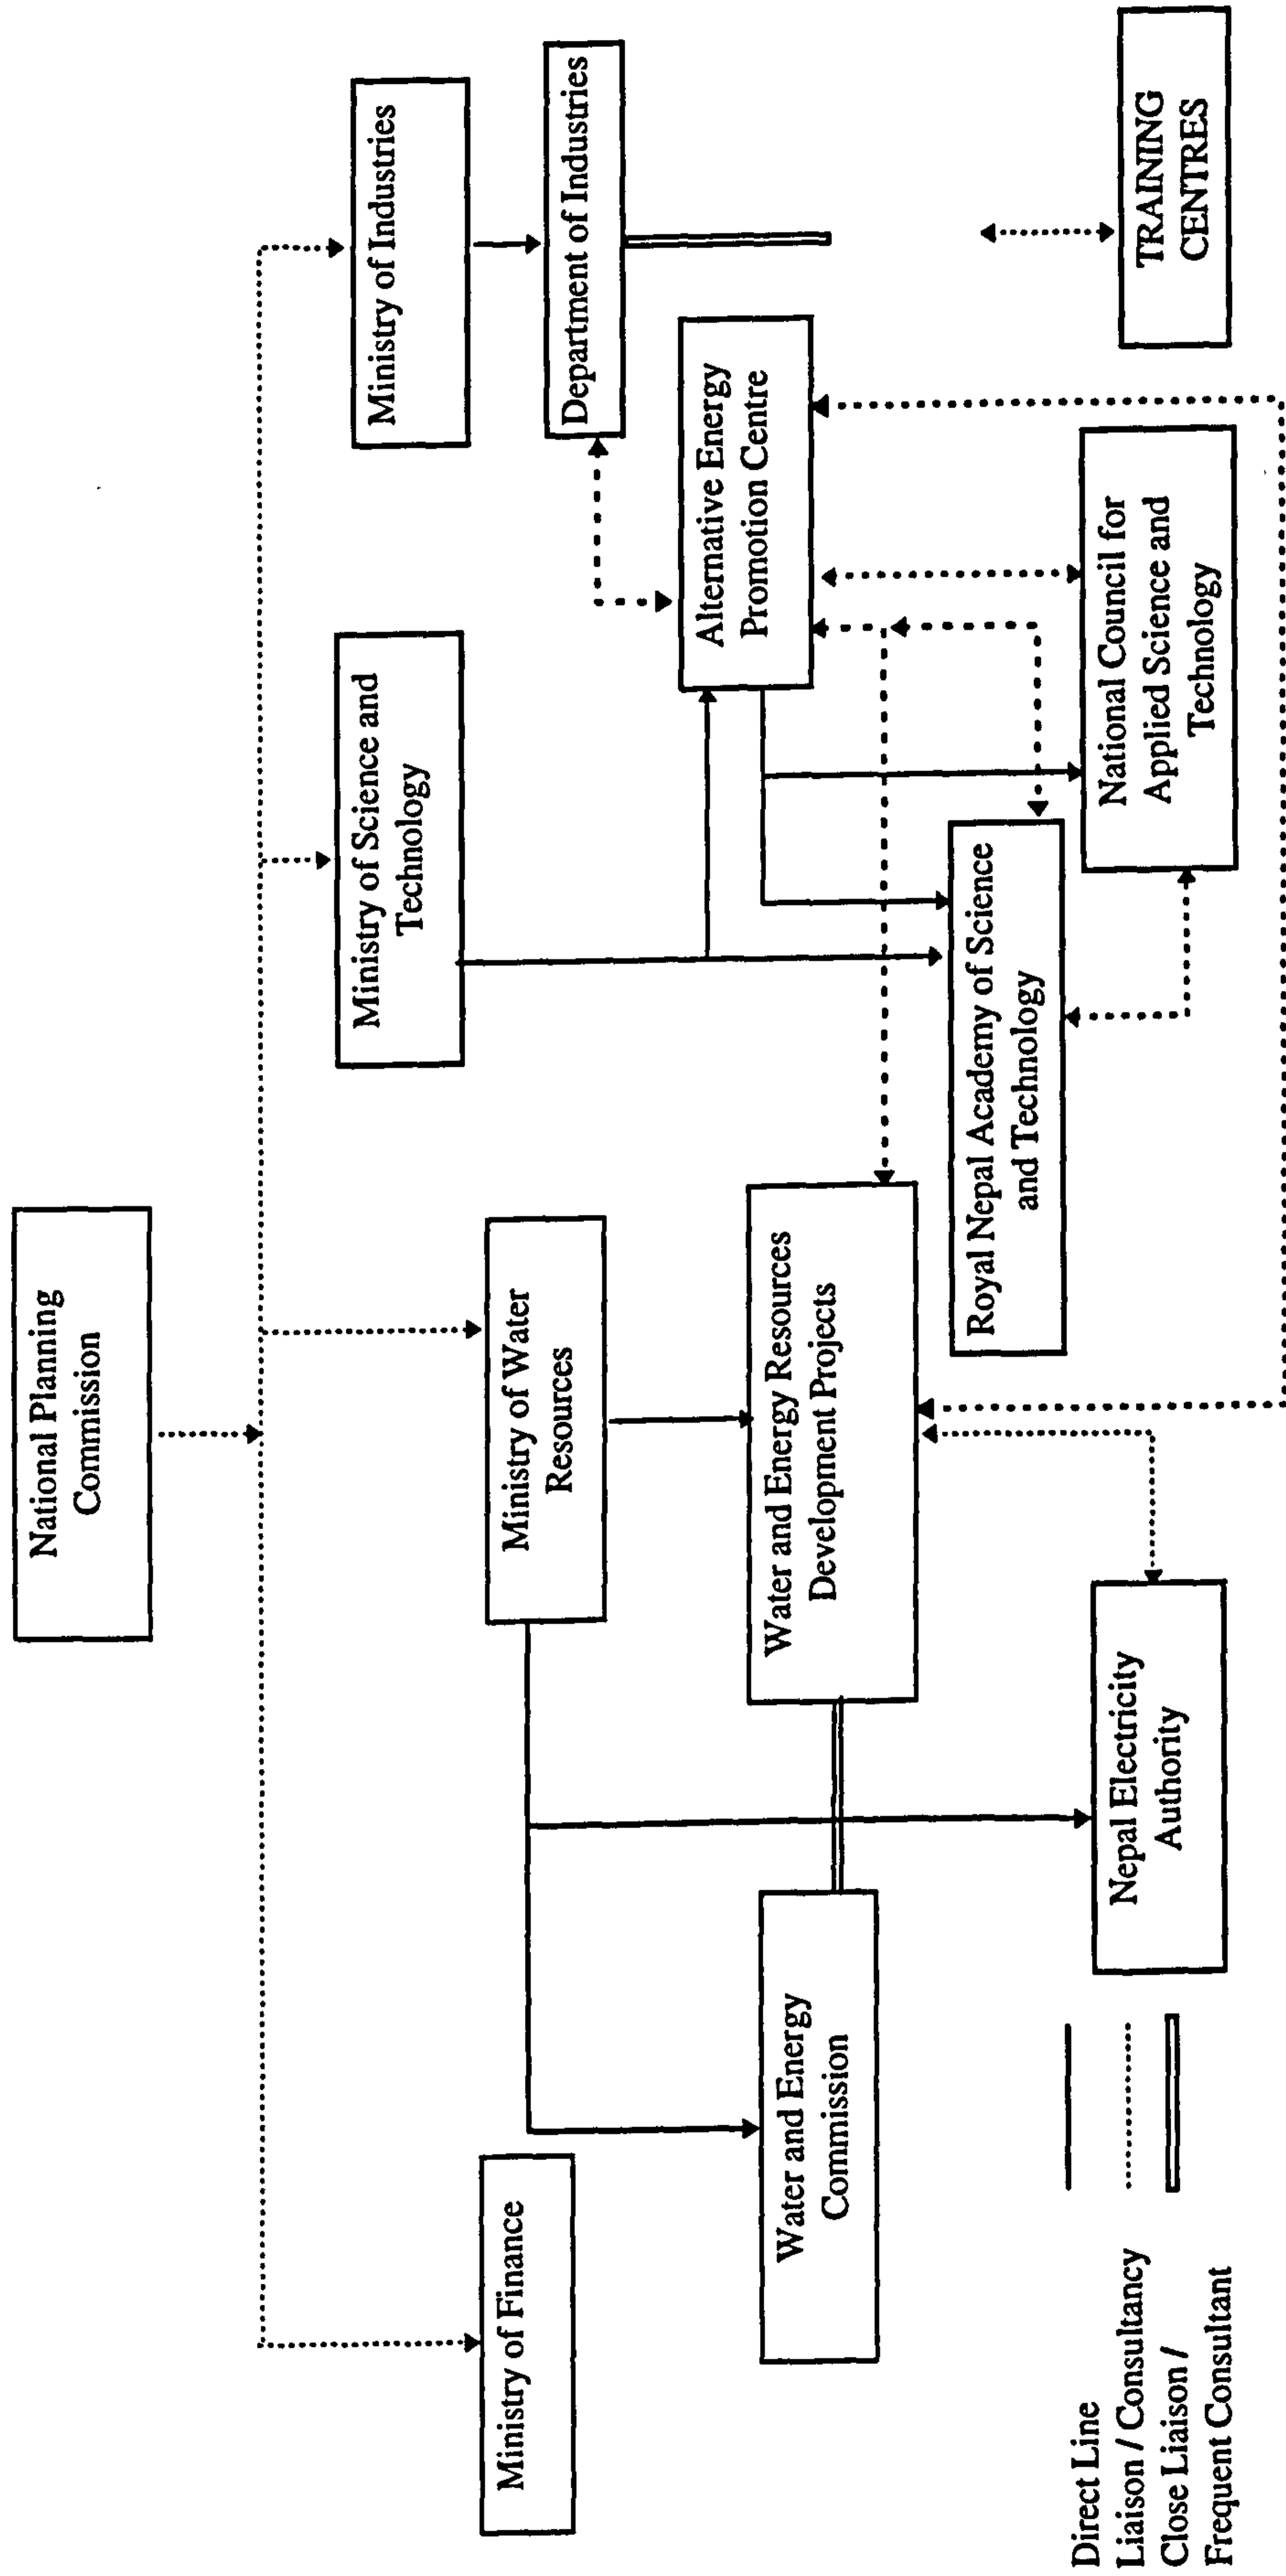 National Planning
Commission
Ministry of Finance
Ministry of Water
Resources
Ministry of Science and
Technology
Ministry of Industries
Department of Industries
Water and Energy
Commission
Water and Energy Resources
Development Projects
Alternative Energy
Promotion Centre
Royal Nepal Academy of Science
and Technology
Nepal Electricity
Authority
National Council for
Applied Science and
Technology
TRAINING
CENTRES
Direct Line
Liaison / Consultancy
Close Liaison /
Frequent Consultant